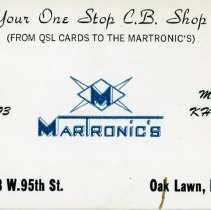 Your One Stop C.B. Shop
(FROM QSL CARDS TO THE MARTRONIC'S)
M
MARTRONIC'S
W.95th St.
Oak Lawn,